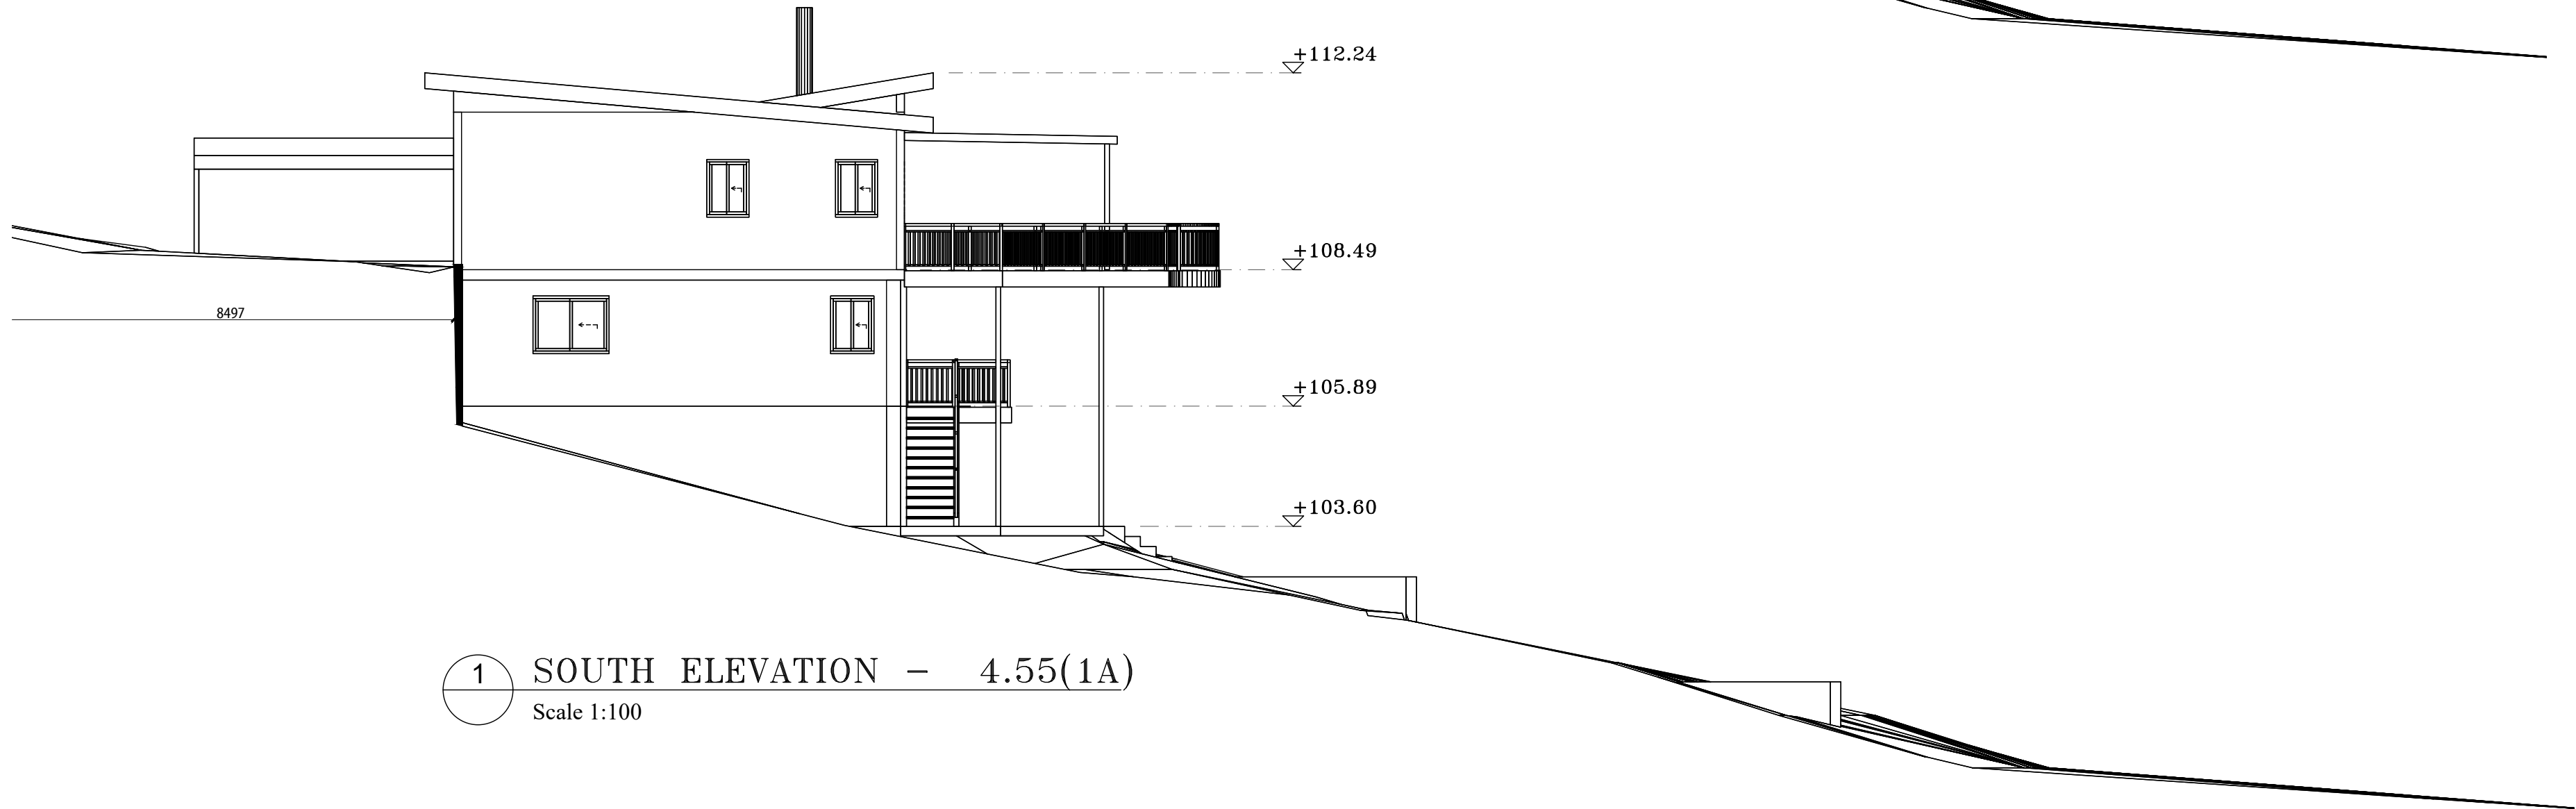 +112.24
+108.49
8497
+105.89
+103.60
1 SOUTH ELEVATION - 4.55(1A)
Scale 1:100